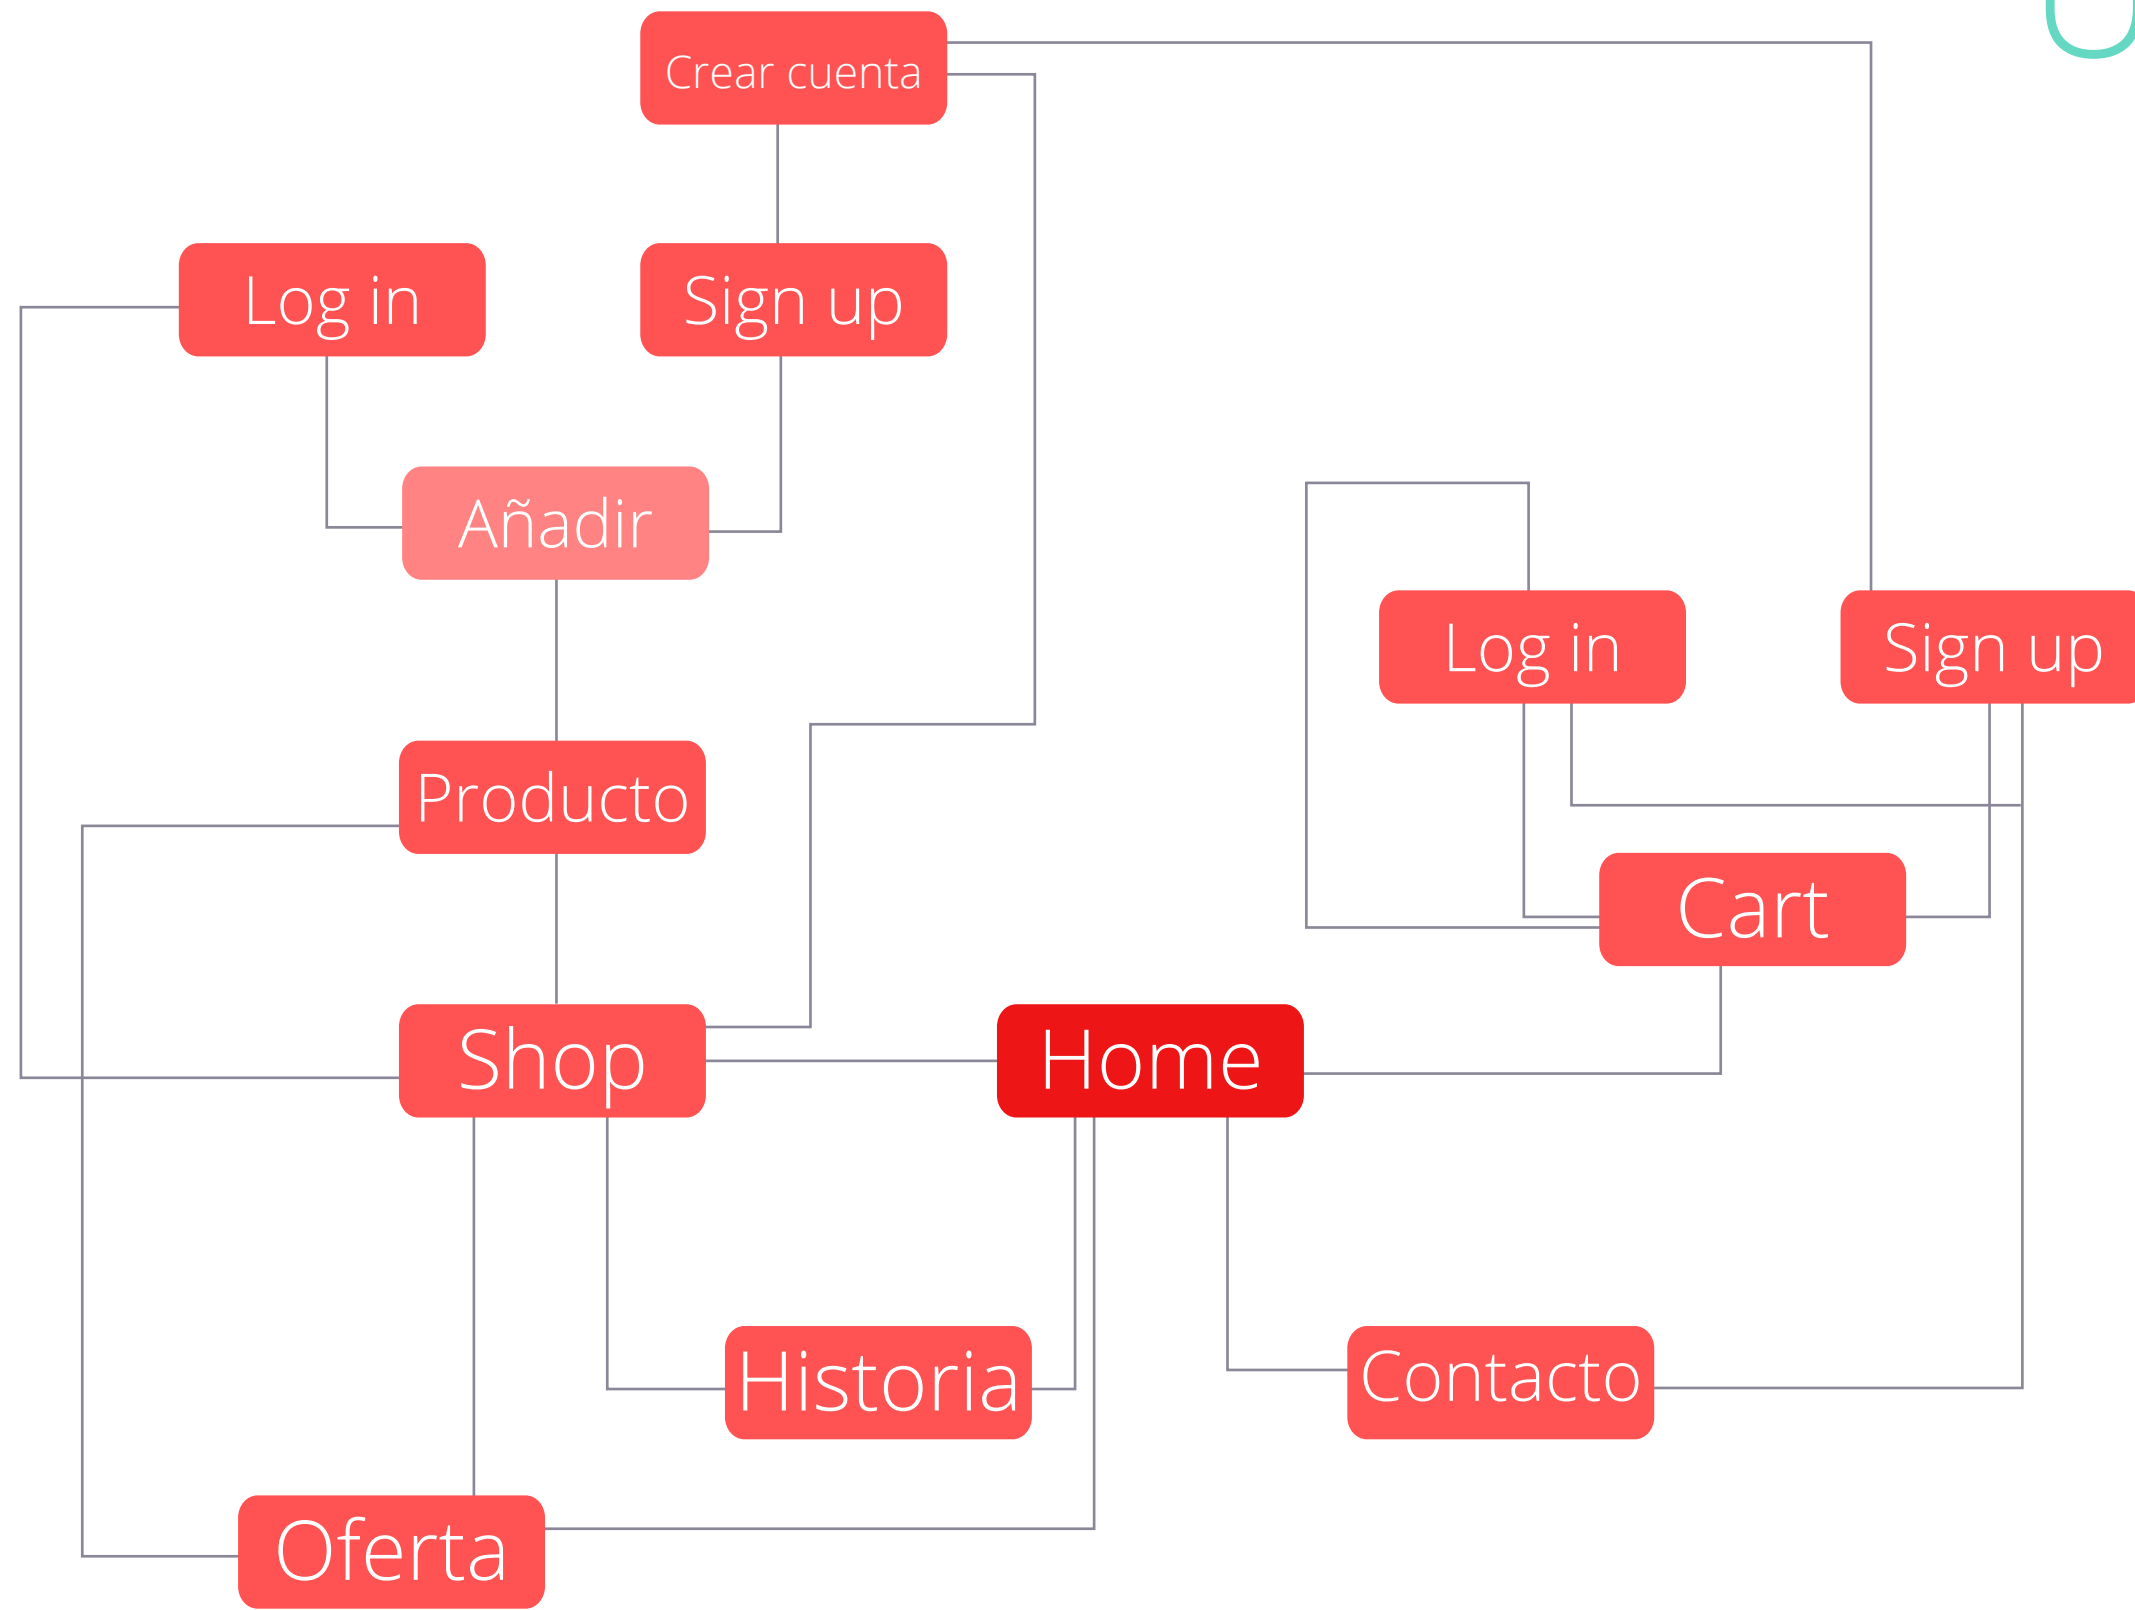 Crear cuenta
Log in
Sign up
Añadir
Log in
Sign up
Producto
Cart
Shop
Home
Historia
Contacto
Oferta